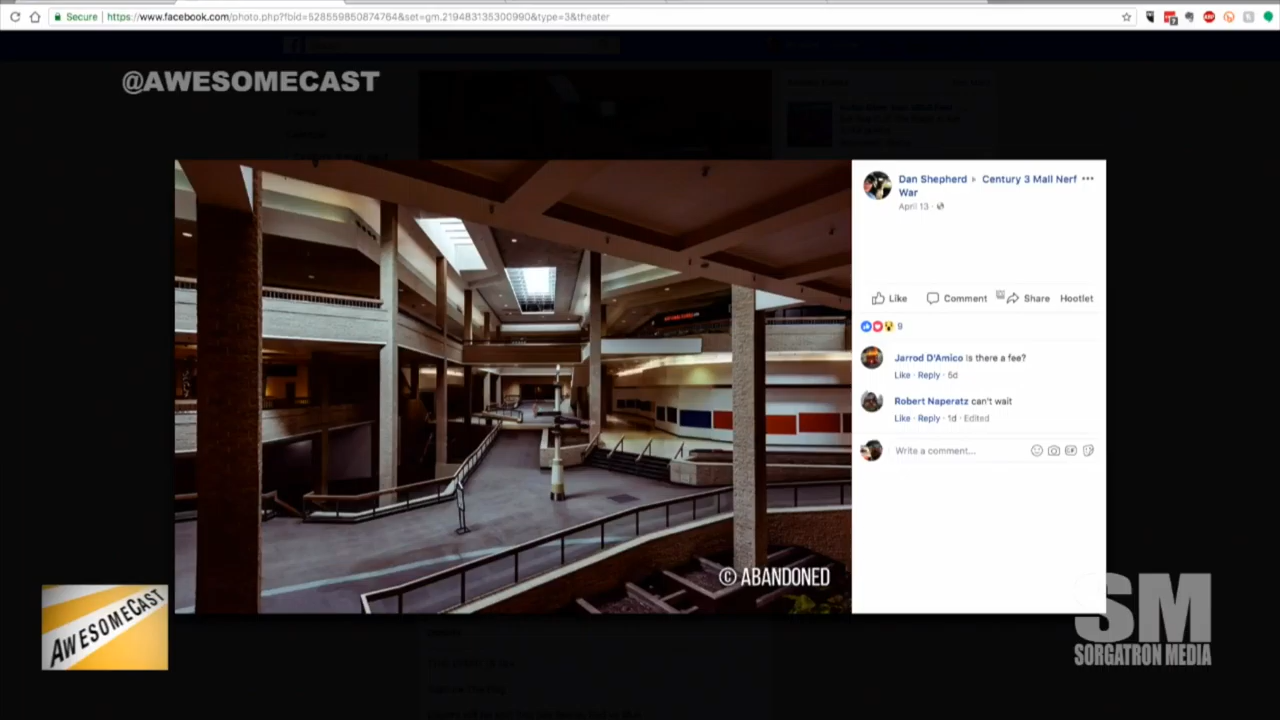 Secure
https://www.facebook.com/photo.php?fbid=528559850874764&set=gm.219483135300990&type=3&theater
@AWESOMECAST
Dan Shepherd ▸ Century 3 Mall Nerf
War
April 13
Like Comment Share Hootlet
9
Jarrod D'Amico Is there a fee?
Like · Reply · 6d
Robert Naperatz can't wait
Like · Reply · 1d · Edited
Write a comment...
© ABANDONED
AWESOMECAST
SM
SORGATRON MEDIA